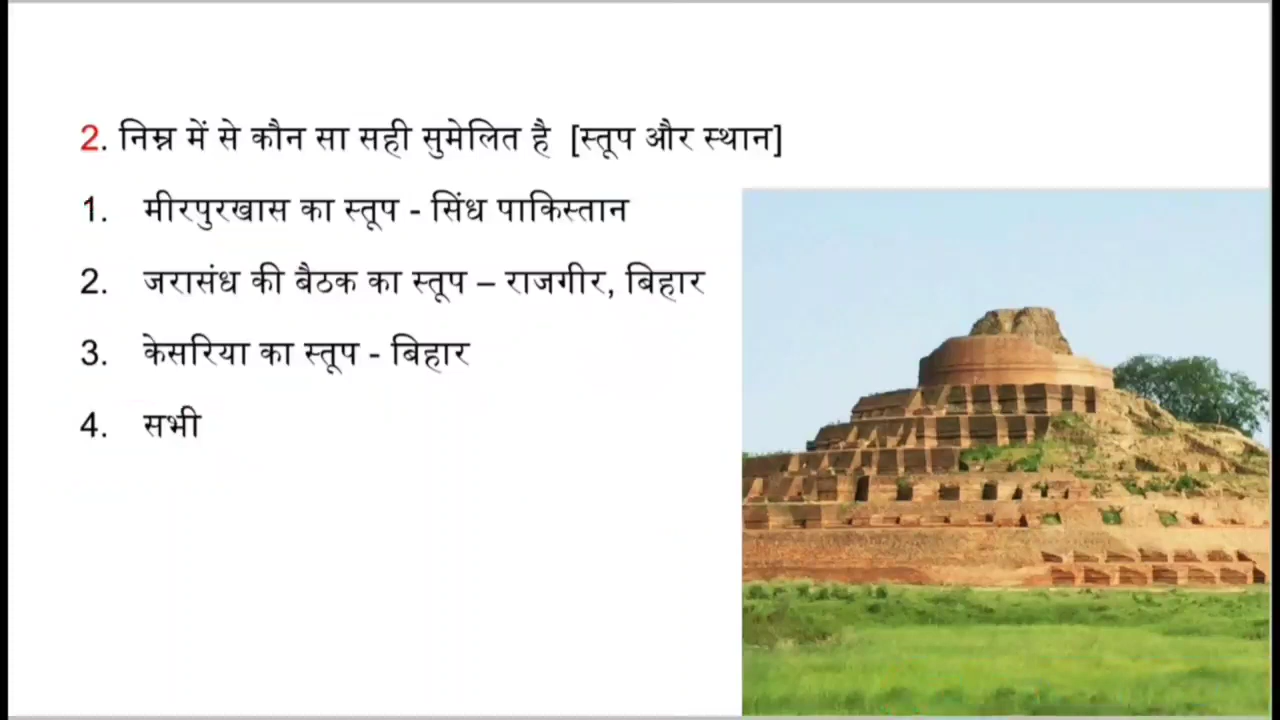 2. निम्न में से कौन सा सही सुमेलित है [स्तूप और स्थान]
1. मीरपुरखास का स्तूप - सिंध पाकिस्तान
2. जरासंध की बैठक का स्तूप – राजगीर, बिहार
3. केसरिया का स्तूप - बिहार
4. सभी